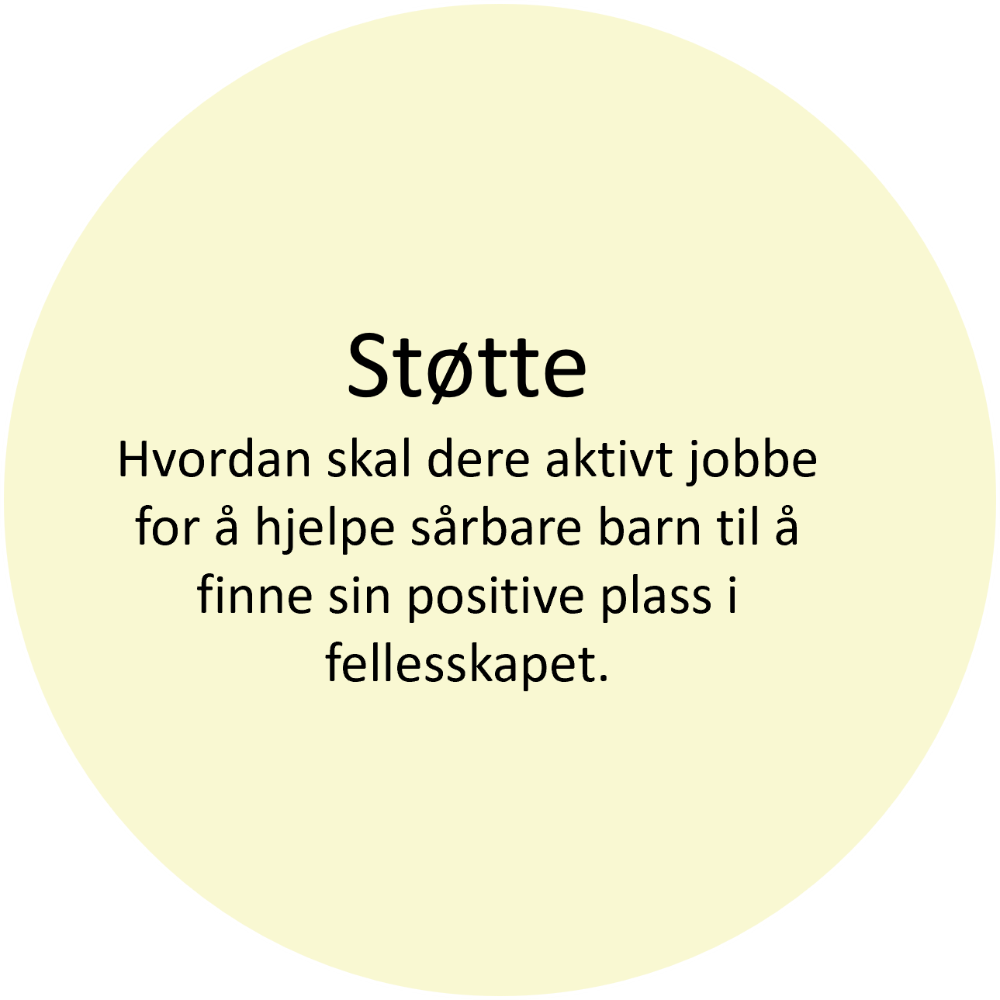 Støtte
Hvordan skal dere aktivt jobbe
for å hjelpe sårbare barn til å
finne sin positive plass i
fellesskapet.